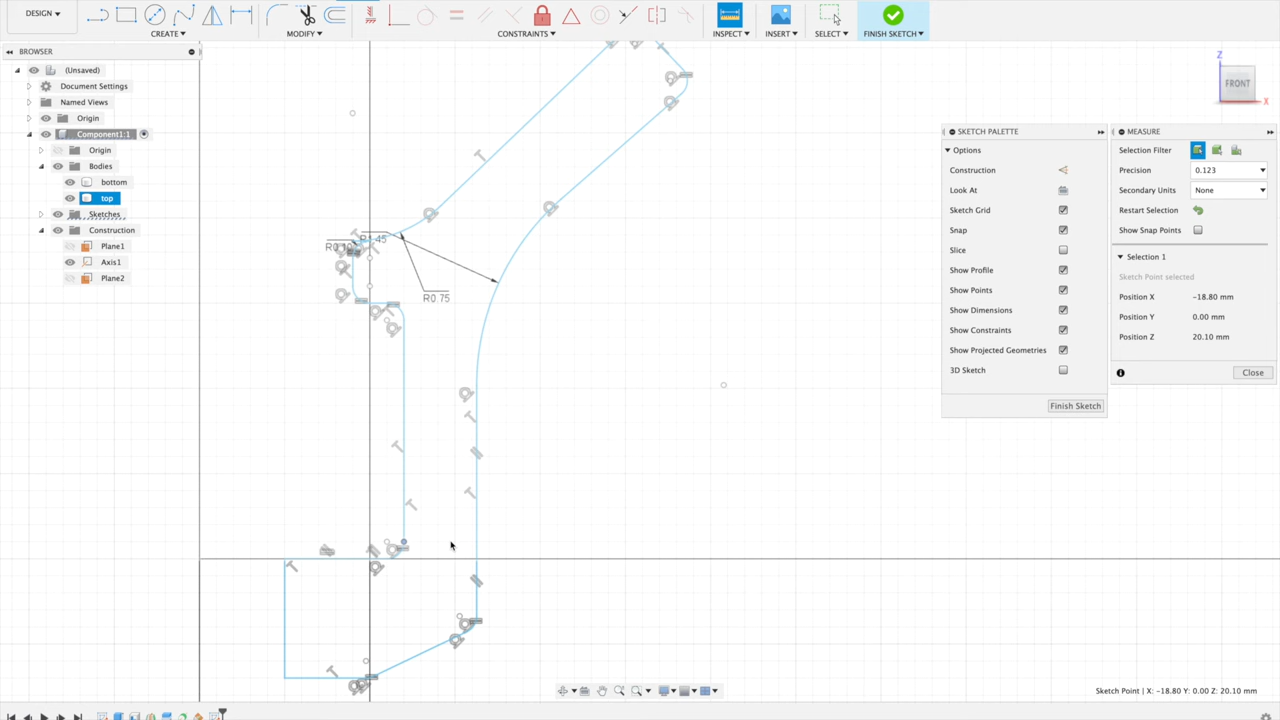 DESIGN
CREATE
MODIFY
CONSTRAINTS
INSPECT
INSERT
SELECT
FINISH SKETCH
BROWSER
(Unsaved)
Document Settings
Named Views
Origin
Component1:1
Origin
Bodies
bottom
top
Sketches
Construction
Plane1
Axis1
Plane2
R0.75
Z
FRONT
X
SKETCH PALETTE
Options
Construction
Look At
Sketch Grid
Snap
Slice
Show Profile
Show Points
Show Dimensions
Show Constraints
Show Projected Geometries
3D Sketch
Finish Sketch
MEASURE
Selection Filter
Precision 0.123
Secondary Units None
Restart Selection
Show Snap Points
Selection 1
Sketch Point selected
Position X -18.80 mm
Position Y 0.00 mm
Position Z 20.10 mm
Close
Sketch Point | X: -18.80 Y: 0.00 Z: 20.10 mm